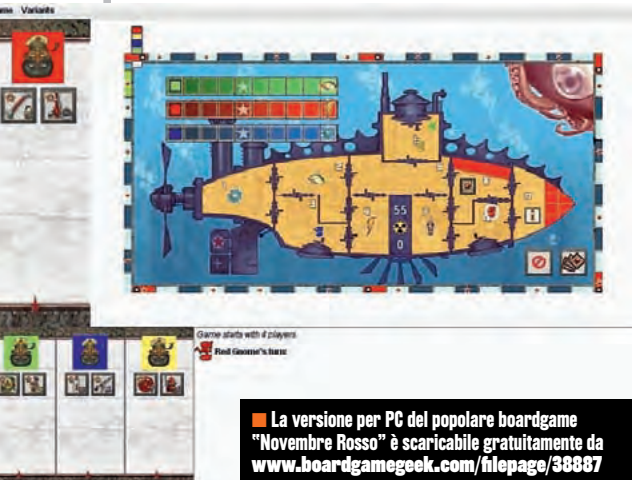 Variants
55
0
Game starts with 4 players
Red Gnome's turn
La versione per PC del popolare boardgame
"Novembre Rosso" è scaricabile gratuitamente da
www.boardgamegeek.com/filepage/38887